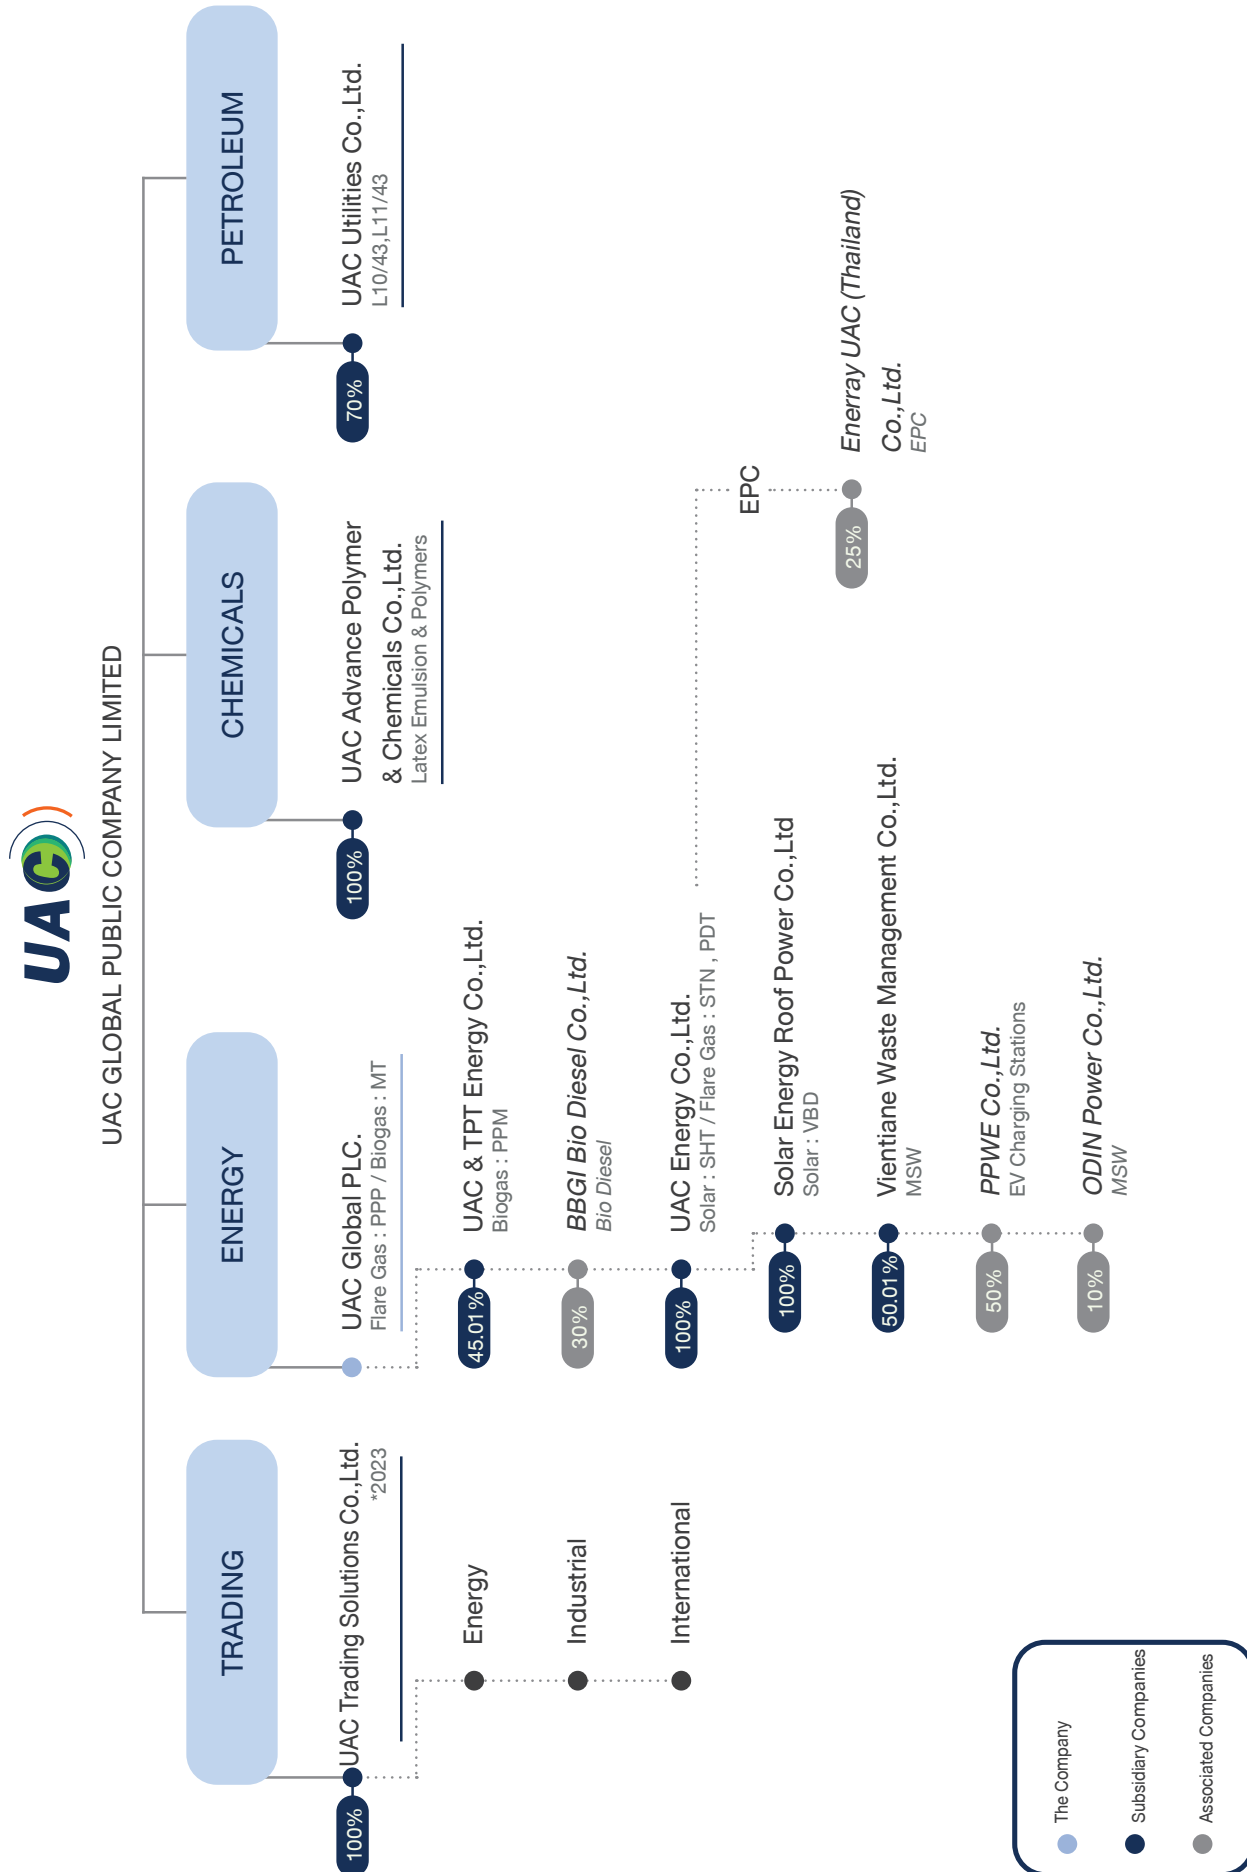 UAC
UAC GLOBAL PUBLIC COMPANY LIMITED
TRADING
100%
UAC Trading Solutions Co.,Ltd.
*2023
Energy
Industrial
International
ENERGY
UAC Global PLC.
Flare Gas : PPP / Biogas : MT
45.01%
UAC & TPT Energy Co.,Ltd.
Biogas : PPM
30%
BBGI Bio Diesel Co.,Ltd.
Bio Diesel
100%
UAC Energy Co.,Ltd.
Solar : SHT / Flare Gas : STN , PDT
100%
Solar Energy Roof Power Co.,Ltd
Solar : VBD
50.01%
Vientiane Waste Management Co.,Ltd.
MSW
50%
PPWE Co.,Ltd.
EV Charging Stations
10%
ODIN Power Co.,Ltd.
MSW
EPC
25%
Enerray UAC (Thailand)
Co.,Ltd.
EPC
CHEMICALS
100%
UAC Advance Polymer
& Chemicals Co.,Ltd.
Latex Emulsion & Polymers
PETROLEUM
70%
UAC Utilities Co.,Ltd.
L10/43,L11/43
The Company
Subsidiary Companies
Associated Companies